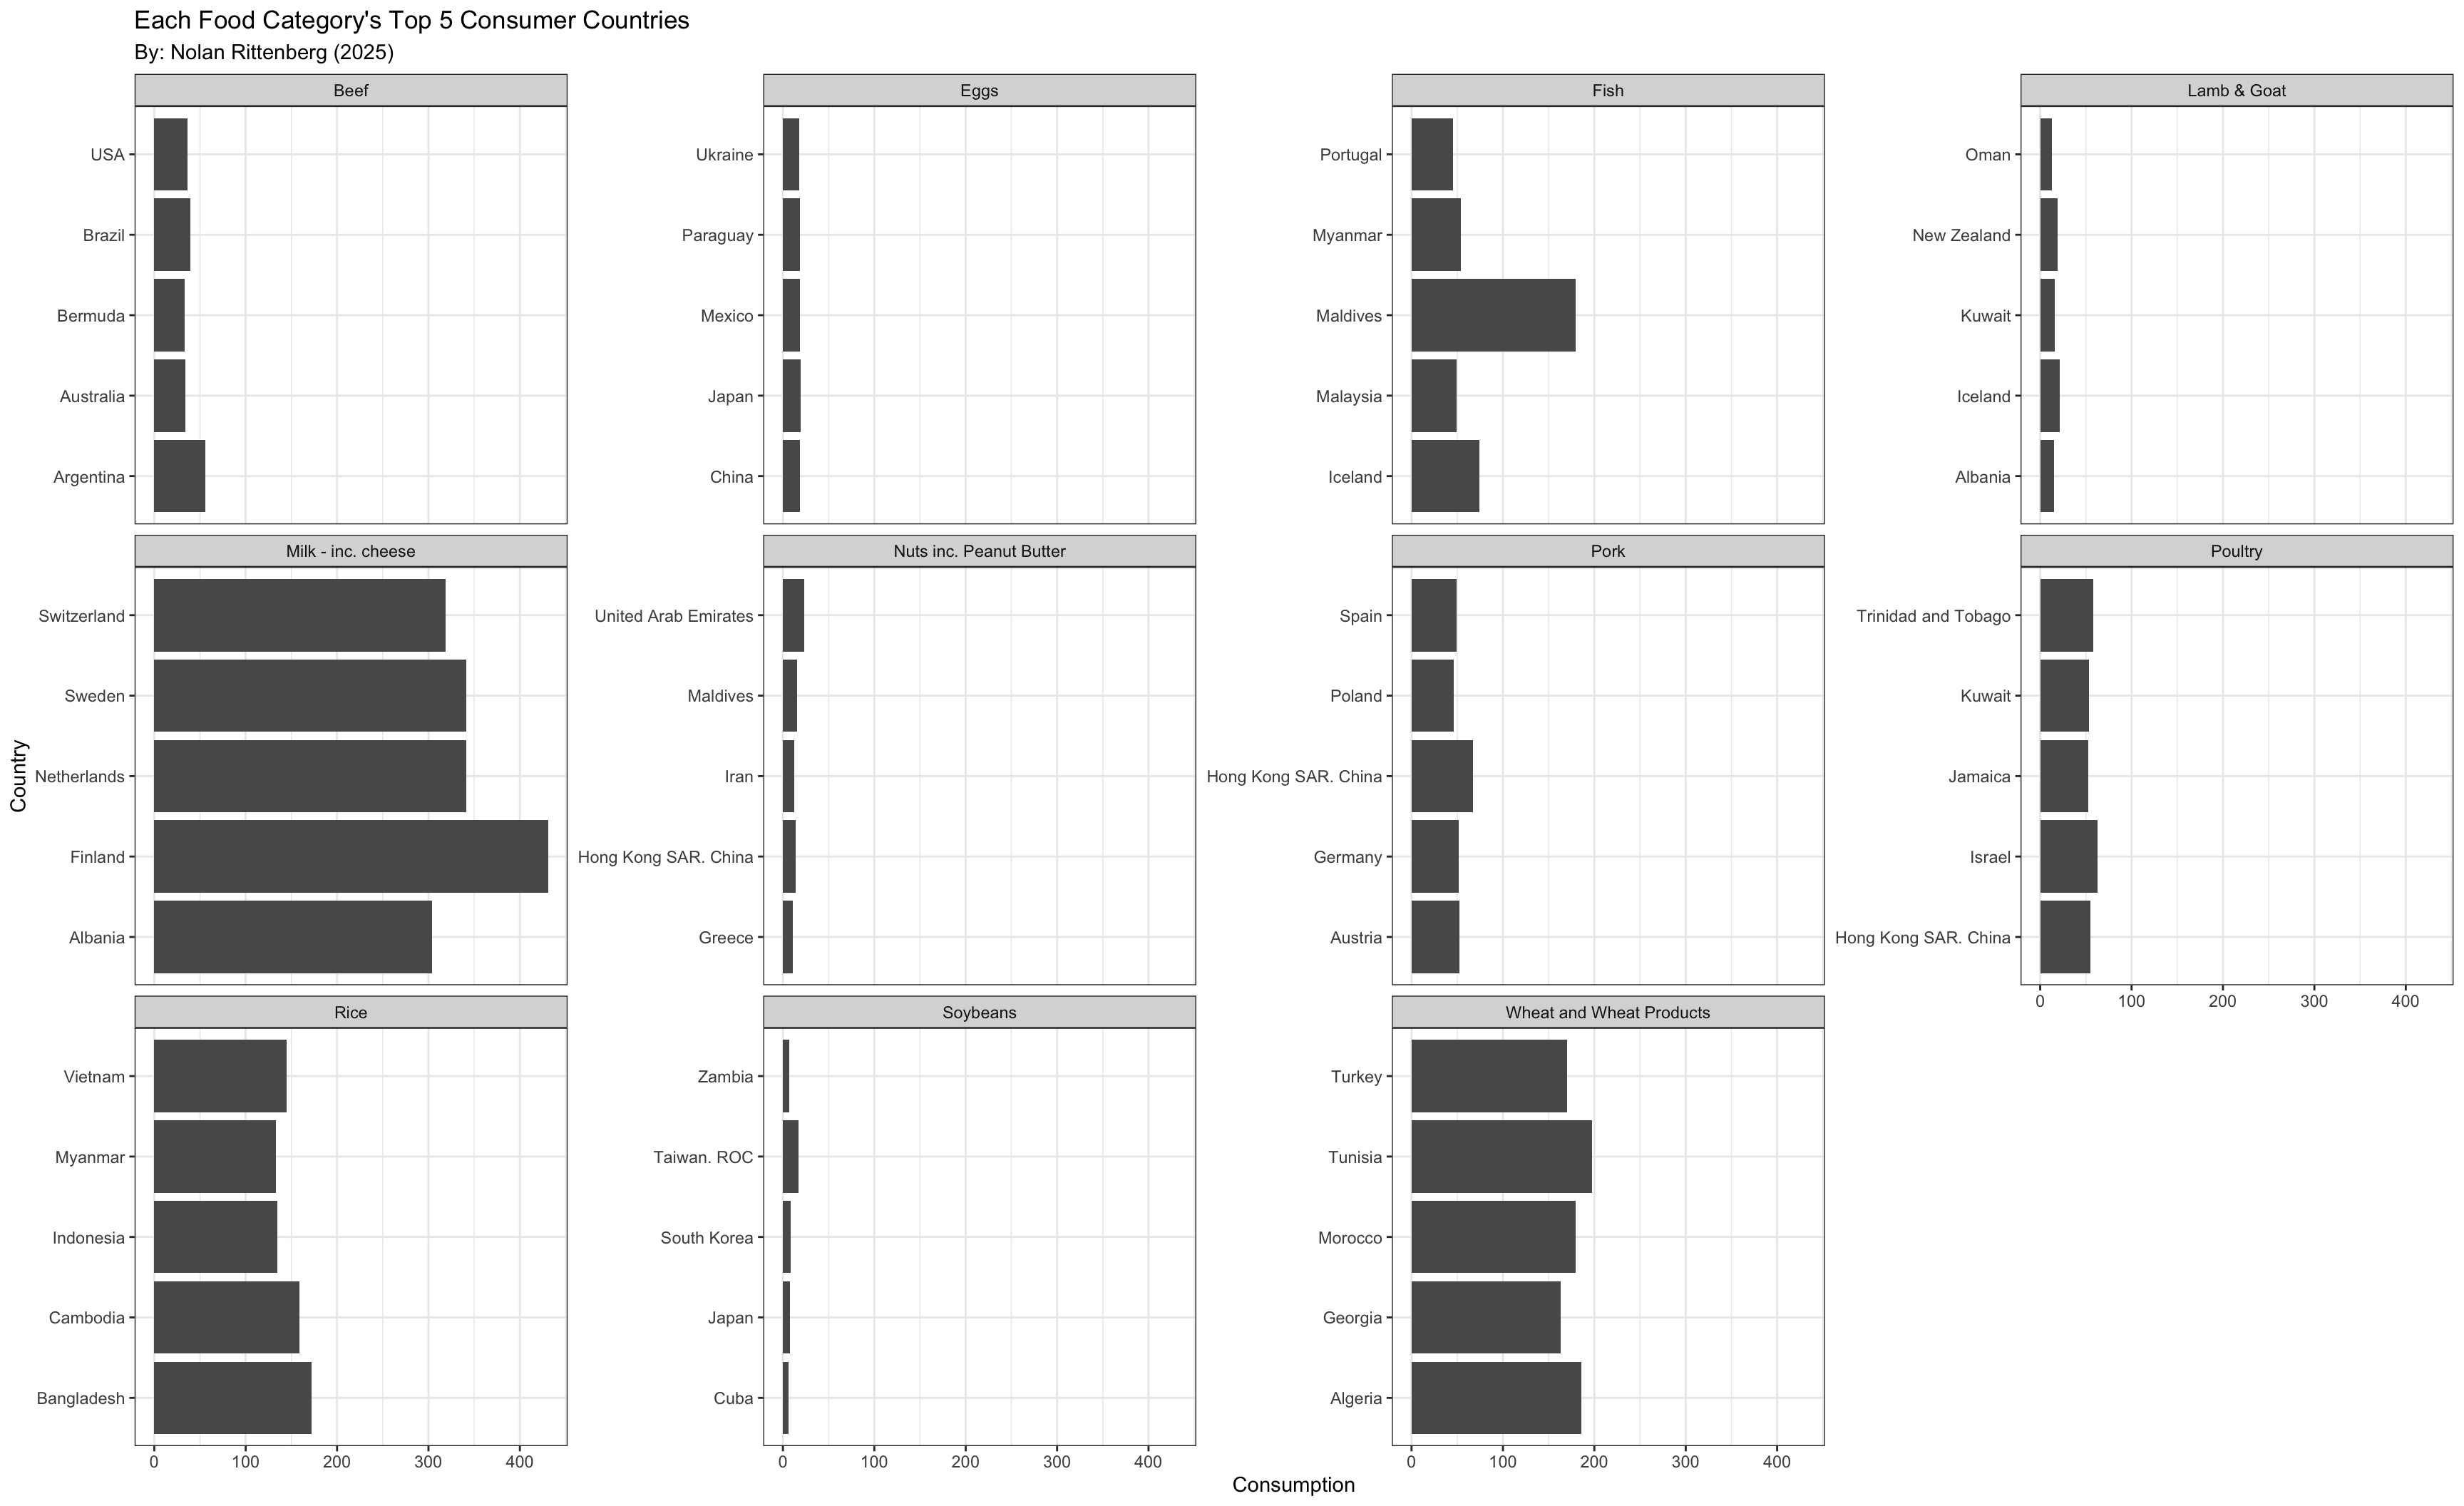 Each Food Category's Top 5 Consumer Countries
By: Nolan Rittenberg (2025)
Beef
USA
Brazil
Bermuda
Australia
Argentina
Eggs
Ukraine
Paraguay
Mexico
Japan
China
Fish
Portugal
Myanmar
Maldives
Malaysia
Iceland
Lamb & Goat
Oman
New Zealand
Kuwait
Iceland
Albania
Milk - inc. cheese
Switzerland
Sweden
Netherlands
Finland
Albania
Nuts inc. Peanut Butter
United Arab Emirates
Maldives
Iran
Hong Kong SAR. China
Greece
Pork
Spain
Poland
Hong Kong SAR. China
Germany
Austria
Poultry
Trinidad and Tobago
Kuwait
Jamaica
Israel
Hong Kong SAR. China
0 100 200 300 400
Rice
Vietnam
Myanmar
Indonesia
Cambodia
Bangladesh
0 100 200 300 400
Soybeans
Zambia
Taiwan. ROC
South Korea
Japan
Cuba
0 100 200 300 400
Wheat and Wheat Products
Turkey
Tunisia
Morocco
Georgia
Algeria
0 100 200 300 400
Country
Consumption